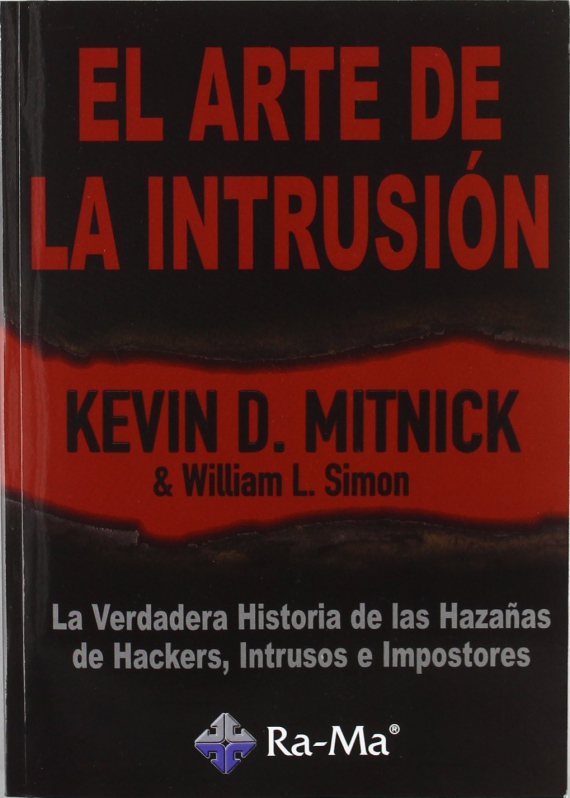 EL ARTE DE
LA INTRUSIÓN
KEVIN D. MITNICK
& William L. Simon
La Verdadera Historia de las Hazañas
de Hackers, Intrusos e Impostores
Ra-Ma®